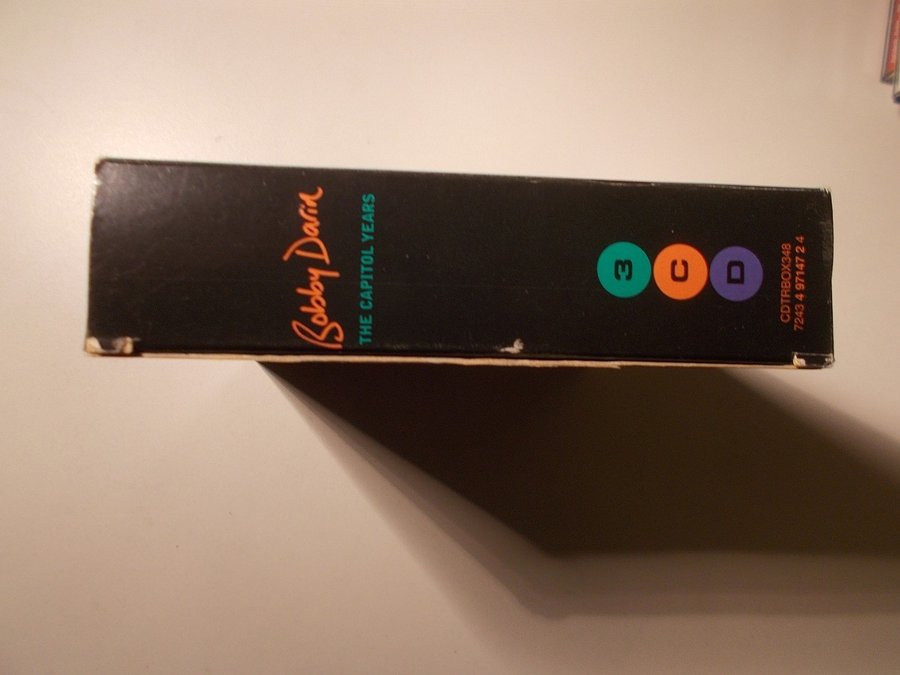 Bobby Darin
THE CAPITOL YEARS
3
C
D
CDTRBOX348
7243 4 97147 2 4